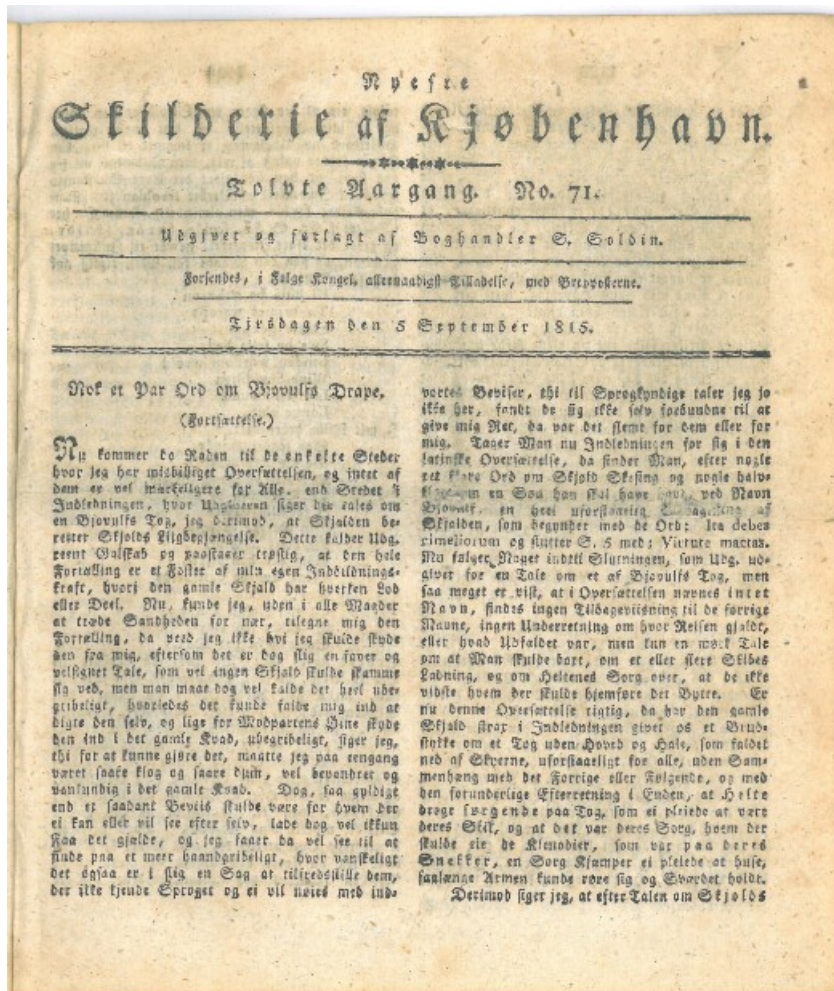 Nyeste
Skilderie af Kjøbenhavn.
Tolvte Aargang. No. 71.
Udgivet og forlagt af Boghandler S. Soldin.
Forsendes, i Følge Kongel. allernaadigst Tilladelse, med Brevposterne.
Tirsdagen den 5 September 1815.
Nok et Par Ord om Bjovulfs Drape.
(Fortsættelse.)
Nu kommer da Raden til de enkelte Steder
hvor jeg har misbilliget Oversættelsen, og intet af
dem er vel mærkeligere for Alle, end Stedet i
Indledningen, hvor Udgiveren siger der tales om
en Bjovulfs Tog, jeg derimod, at Skjalden be-
retter Skjolds Liigbegjængelse. Dette kalder Udg.
reent Galskab og paastaaer trøstig, at den hele
Fortælling er et Foster af min egen Indbildnings-
kraft, hvori den gamle Skjald har hverken Lod
eller Deel. Nu, kunde jeg, uden i alle Maader
at træde Sandheden for nær, tilegne mig den
Fortælling, da veed jeg ikke hvi jeg skulde skyde
den fra mig, eftersom det er dog slig en faver og
velsignet Tale, som vel ingen Skjald skulde skamme
sig ved, men man maae dog vel kalde det heel ube-
gribeligt, hvorledes det kunde falde mig ind at
digte den selv, og lige for Modpartens Øine skyde
den ind i det gamle Kvad, ubegribeligt, siger jeg,
thi for at kunne gjøre det, maatte jeg paa eengang
været saare klog og saare dum, vel bevandret og
vankundig i det gamle Kvad. Dog, saa gyldige
end et saadant Beviis skulde være for hvem der
ei kan eller vil see efter selv, lade dog vel ikkun
Faa det gjælde, og jeg faaer da vel see til at
finde paa et meer haandgribeligt, hvor vanskeligt
det ogsaa er i slig en Sag at tilfredsstille dem,
der ikke kjende Sproget og ei vil nøies med ind-
vortes Beviser, thi til Sprogkyndige taler jeg jo
ikke her, fandt de sig ikke selv forbundne til at
give mig Ret, da var det slemt for dem eller for
mig. Tager Man nu Indledningen for sig i den
latinske Oversættelse, da finder Man, efter nogle
ret klare Ord om Skjold Skefing og nogle halv-
om en Søn han skal have havt, ved Navn
Bjovulf, en heel uforstaaelig af
Skjalden, som begynder med de Ord: Ita debes
rimeliorum og slutter S. 5 med: Virtute mactas.
Nu følger Noget indtil Slutningen, som Udg. ud-
giver for en Tale om et af Bjovulfs Tog, men
saa meget er vist, at i Oversættelsen nævnes intet
Navn, findes ingen Tilbageviisning til de forrige
Navne, ingen Underretning om hvor Reisen gjaldt,
eller hvad Udfaldet var, men kun en mørk Tale
om at Man skulde bort, om et eller flere Skibes
Ladning, og om Heltenes Sorg over, at de ikke
vidste hvem der skulde hjemføre det Bytte. Er
nu denne Oversættelse rigtig, da har den gamle
Skjald strax i Indledningen givet os et Brud-
stykke om et Tog uden Hoved og Hale, som faldet
ned af Skyerne, uforstaaeligt for alle, uden Sam-
menhæng med det Forrige eller Følgende, og med
den forunderlige Efterretning i Enden, at Helte
droge sørgende paa Tog, som ei pleiede at være
deres Skik, og at det var deres Sorg, hvem der
skulde eie de Klenodier, som var paa deres
Snekker, en Sorg Kjæmper ei pleiede at huse,
saalænge Armen kunde røre sig og Sværdet holdt.
Derimod siger jeg, at efter Talen om Skjolds